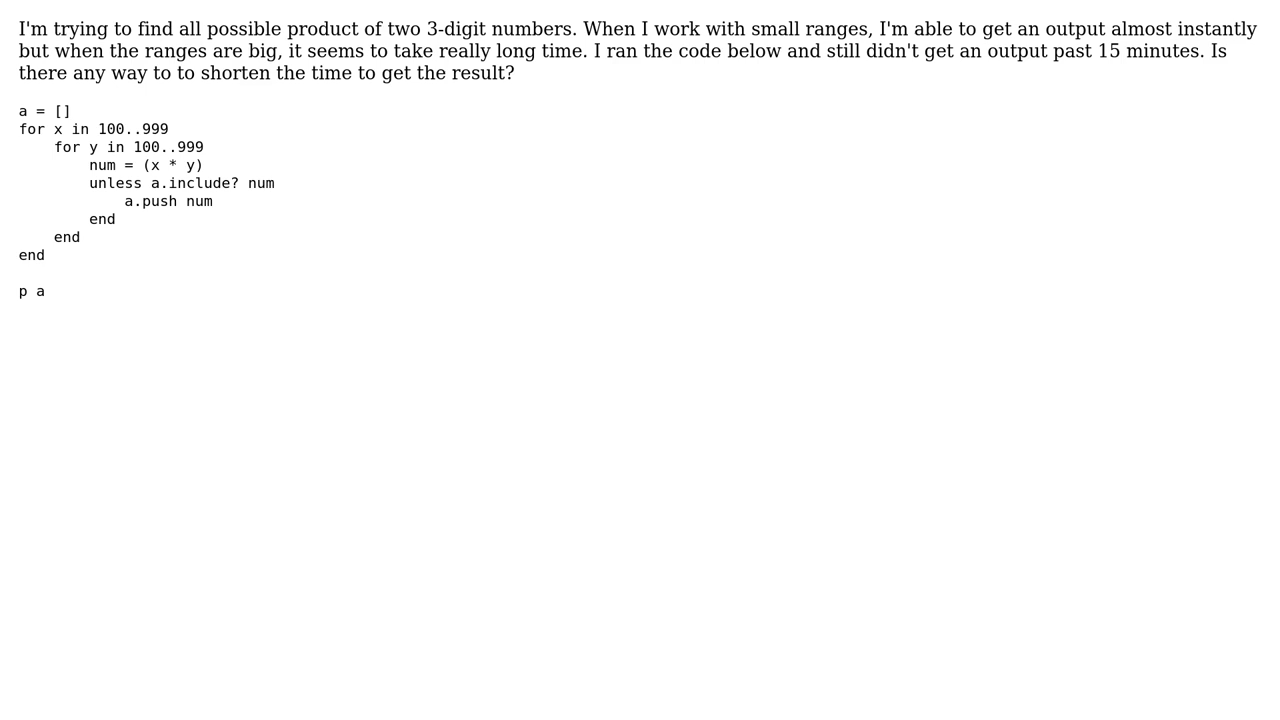 I'm trying to find all possible product of two 3-digit numbers. When I work with small ranges, I'm able to get an output almost instantly
but when the ranges are big, it seems to take really long time. I ran the code below and still didn't get an output past 15 minutes. Is
there any way to to shorten the time to get the result?
a = []
for x in 100..999
    for y in 100..999
        num = (x * y)
        unless a.include? num
            a.push num
        end
    end
end
p a